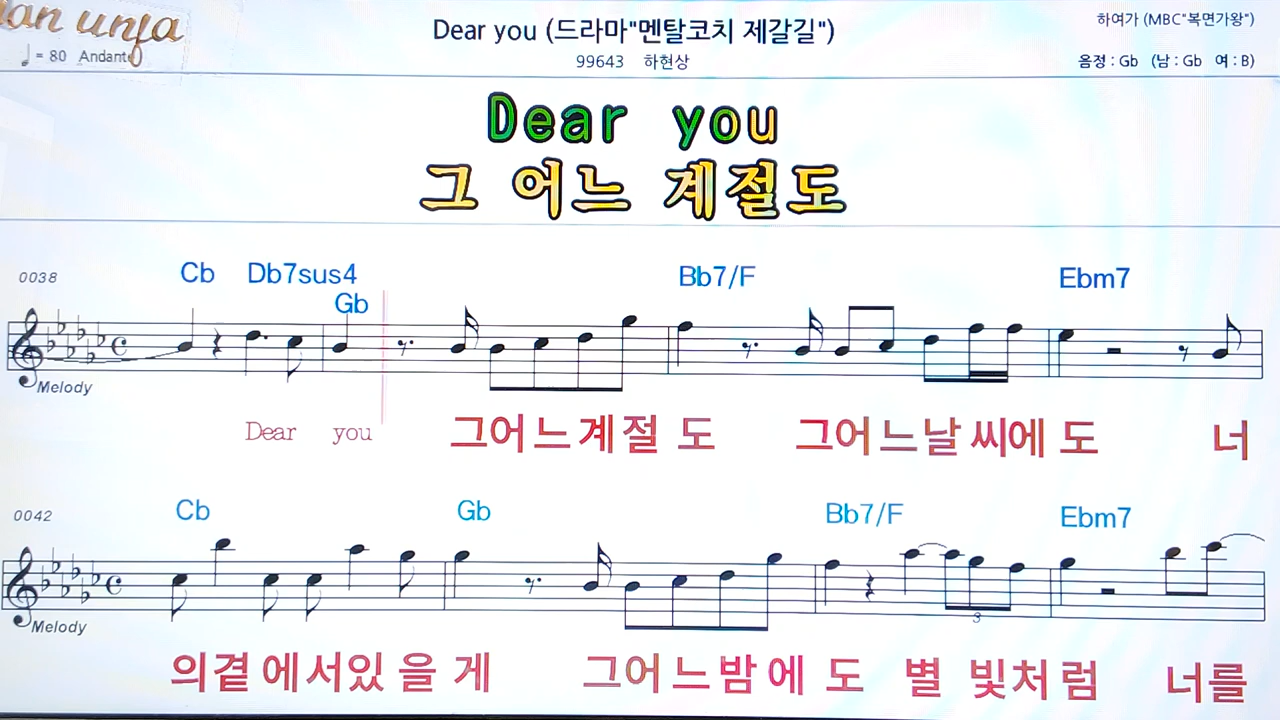 Dear you (드라마"멘탈코치 제갈길")
하여가 (MBC"복면가왕")
♩ = 80 Andante
99643 하현상
음정 : Gb (남 : Gb 여 : B)
Dear you
그 어느 계절도
0038 Cb Db7sus4 Gb Bb7/F Ebm7
Melody
Dear you 그어느계절도 그어느날씨에도 너
0042 Cb Gb Bb7/F Ebm7
3
Melody
의곁에서있을게 그어느밤에도 별빛처럼 너를